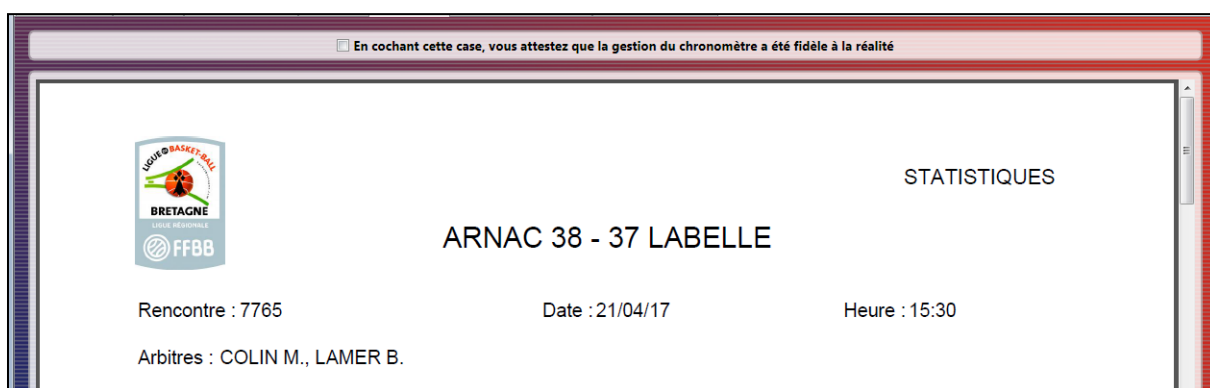 En cochant cette case, vous attestez que la gestion du chronomètre a été fidèle à la réalité
LIGUE DE BASKET-BALL
BRETAGNE
LIGUE RÉGIONALE
FFBB
STATISTIQUES
ARNAC 38 - 37 LABELLE
Rencontre : 7765 Date : 21/04/17 Heure : 15:30
Arbitres : COLIN M., LAMER B.